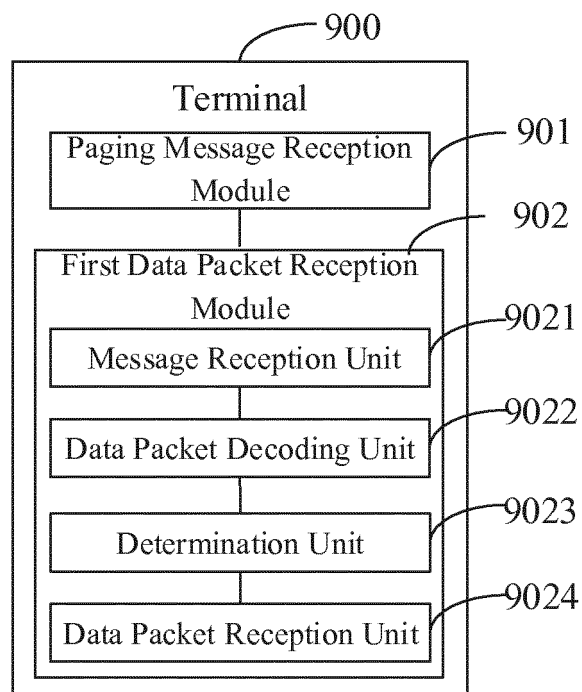 900
Terminal
Paging Message Reception
Module
901
902
First Data Packet Reception
Module
9021
Message Reception Unit
9022
Data Packet Decoding Unit
9023
Determination Unit
9024
Data Packet Reception Unit